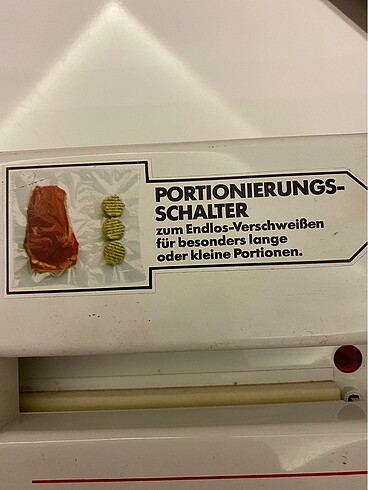 PORTIONIERUNGS-
SCHALTER
zum Endlos-Verschweißen
für besonders lange
oder kleine Portionen.